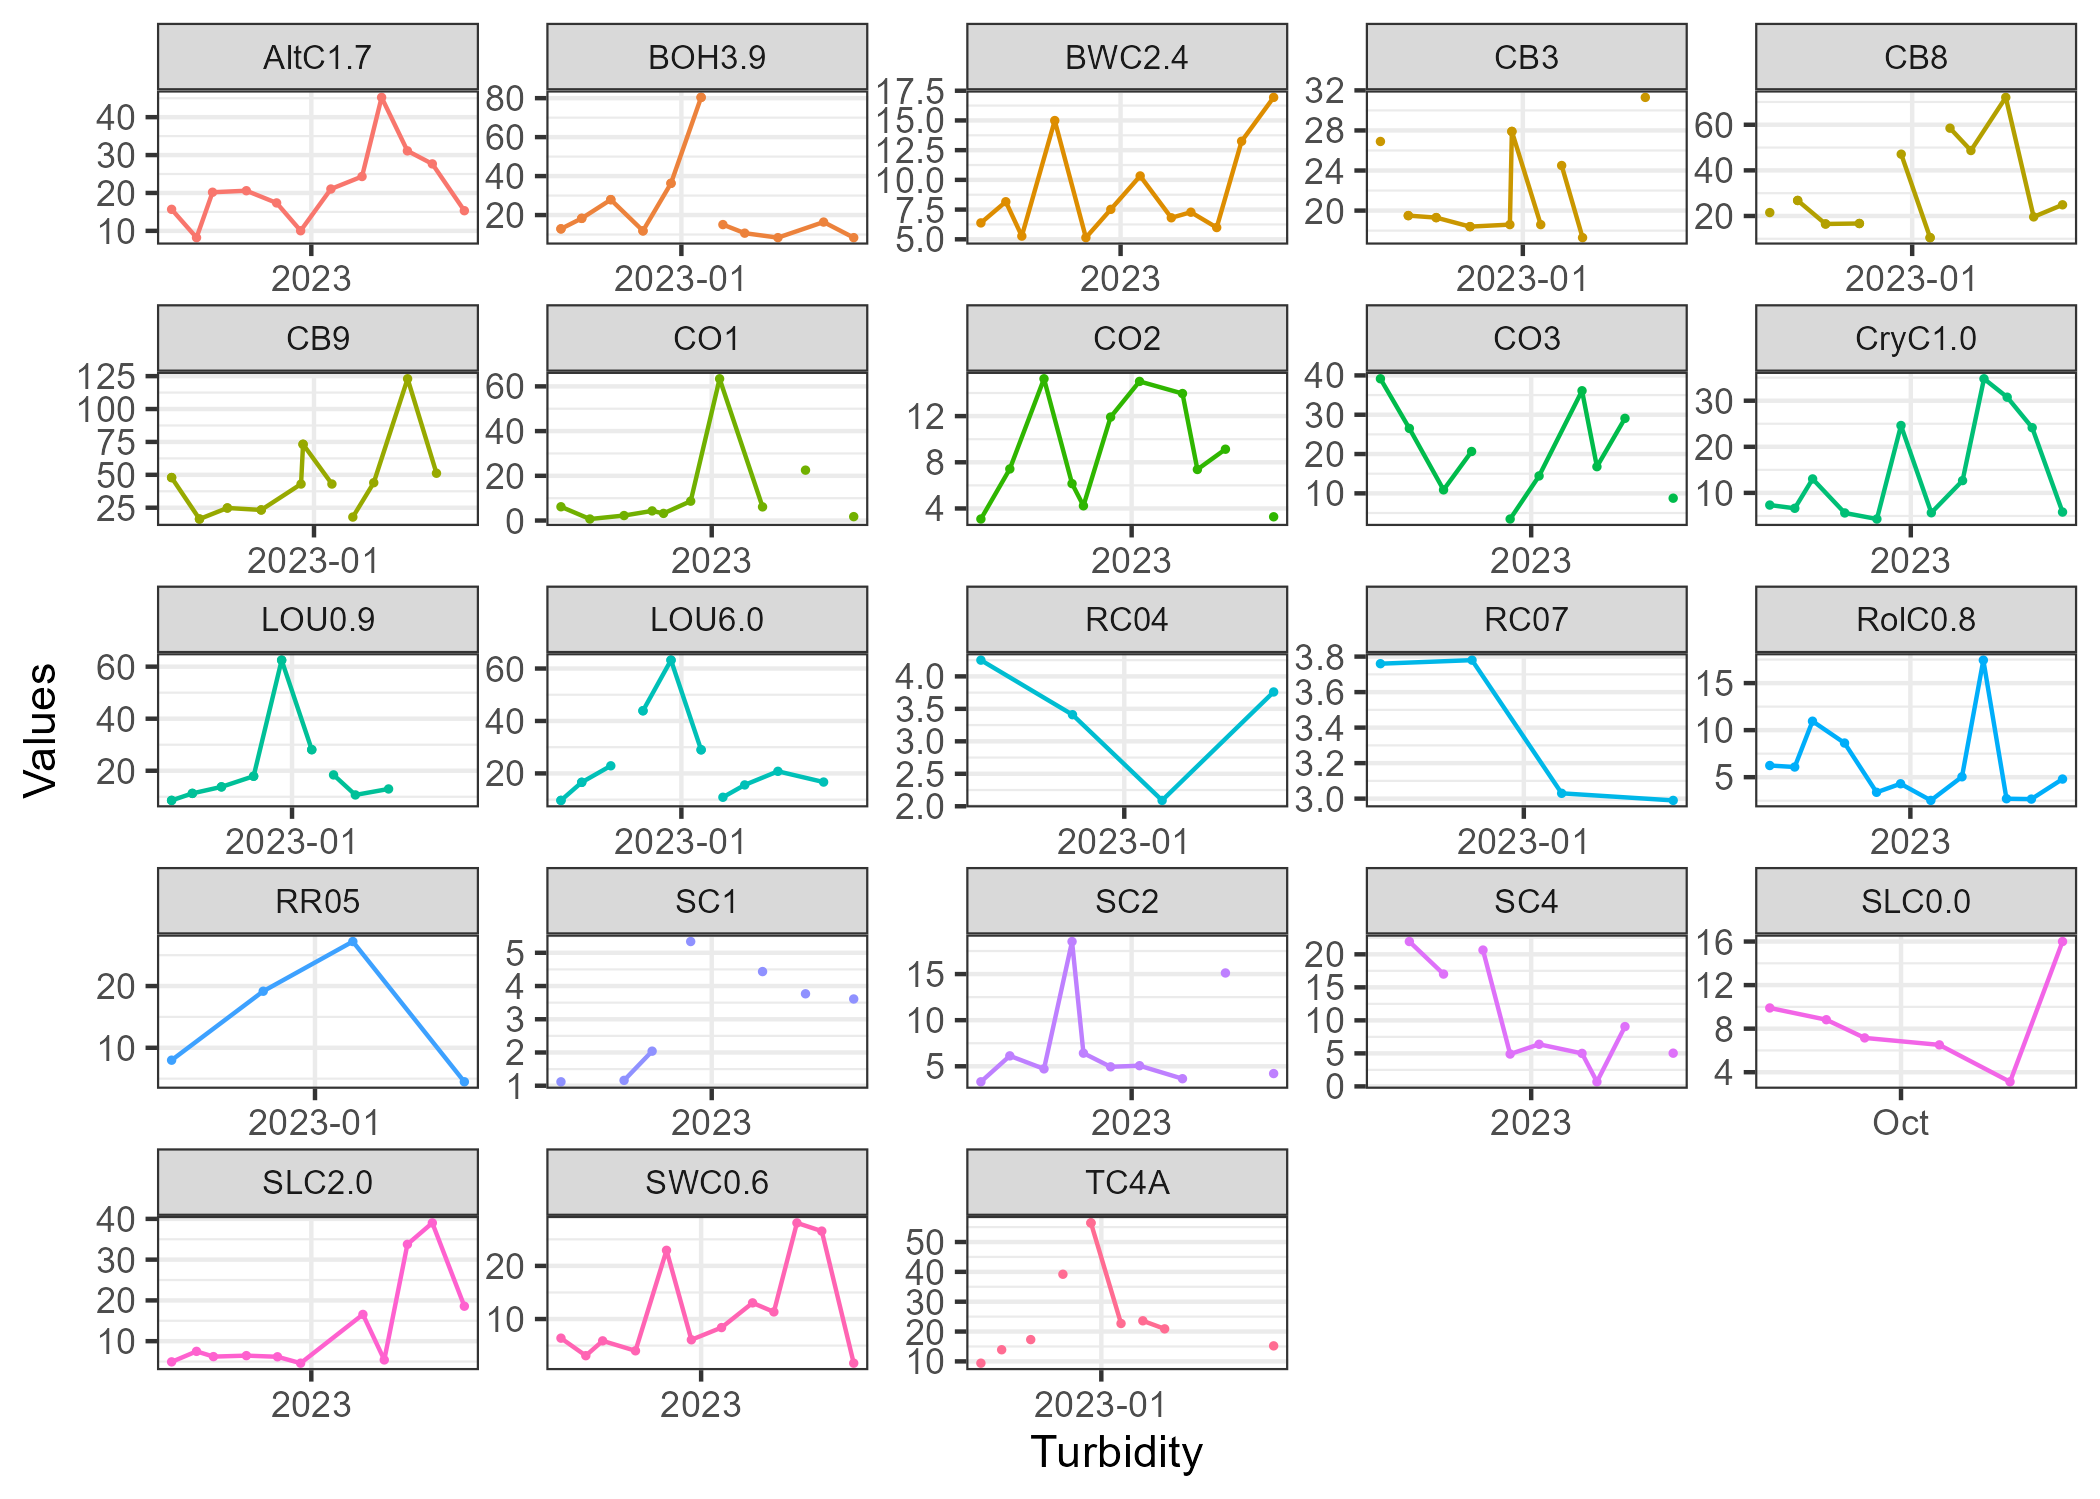 AltC1.7 BOH3.9 BWC2.4 CB3 CB8
40 30 20 10
80 60 40 20
17.5 15.0 12.5 10.0 7.5 5.0
32 28 24 20
60 40 20
2023 2023-01 2023 2023-01 2023-01
CB9 CO1 CO2 CO3 CryC1.0
125 100 75 50 25
60 40 20 0
12 8 4
40 30 20 10
30 20 10
2023-01 2023 2023 2023 2023
LOU0.9 LOU6.0 RC04 RC07 RolC0.8
60 40 20
60 40 20
4.0 3.5 3.0 2.5 2.0
3.8 3.6 3.4 3.2 3.0
15 10 5
2023-01 2023-01 2023-01 2023-01 2023
RR05 SC1 SC2 SC4 SLC0.0
20 10
5 4 3 2 1
15 10 5
20 15 10 5 0
16 12 8 4
2023-01 2023 2023 2023 Oct
SLC2.0 SWC0.6 TC4A
40 30 20 10
20 10
50 40 30 20 10
2023 2023 2023-01
Values
Turbidity